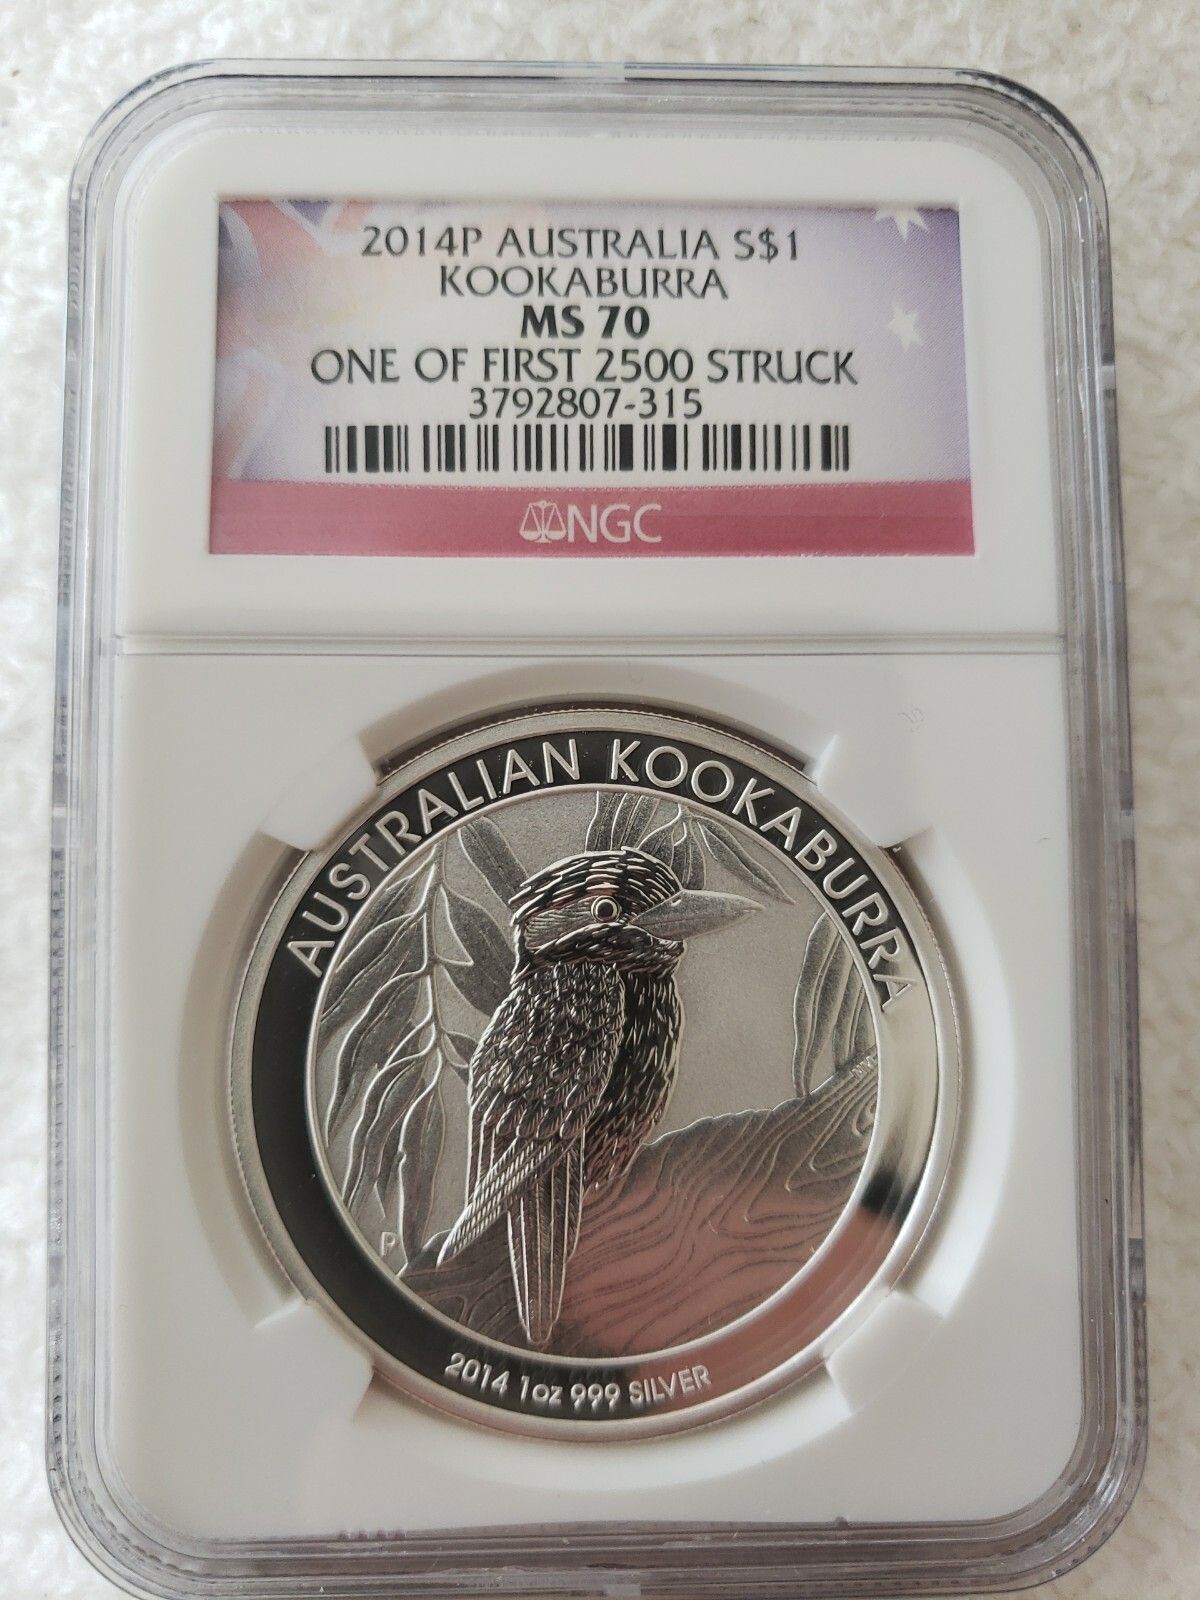 2014P AUSTRALIA S$1
KOOKABURRA
MS 70
ONE OF FIRST 2500 STRUCK
3792807-315
NGC
AUSTRALIAN KOOKABURRA
P
2014 1oz 999 SILVER